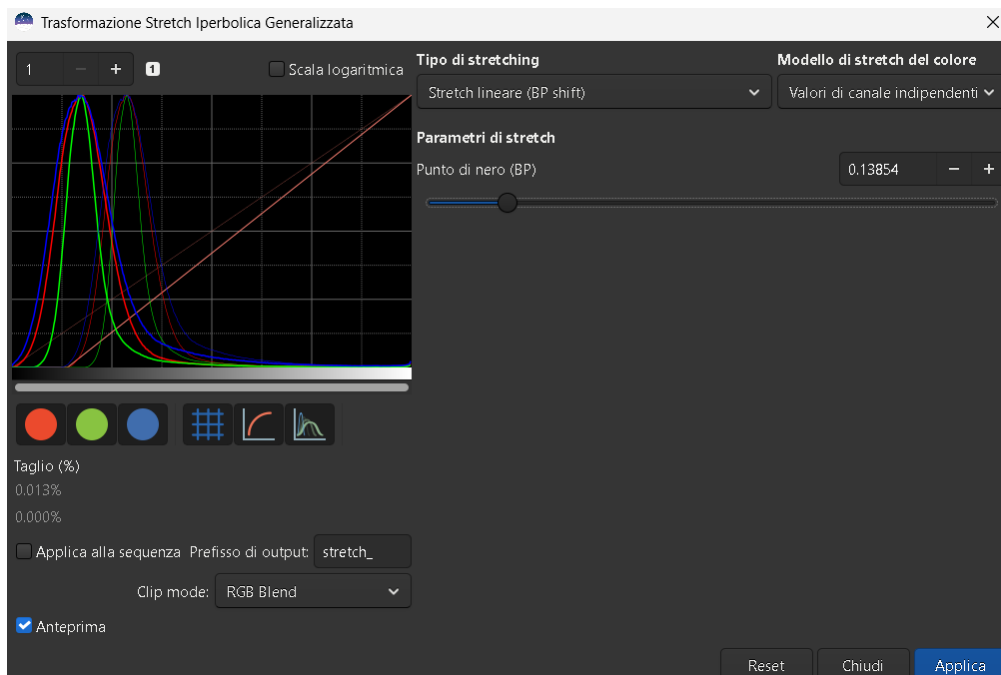 Trasformazione Stretch Iperbolica Generalizzata
1
1
Scala logaritmica
Tipo di stretching
Modello di stretch del colore
Stretch lineare (BP shift)
Valori di canale indipendenti
Parametri di stretch
Punto di nero (BP)
0.13854
Taglio (%)
0.013%
0.000%
Applica alla sequenza
Prefisso di output:
stretch_
Clip mode:
RGB Blend
Anteprima
Reset
Chiudi
Applica